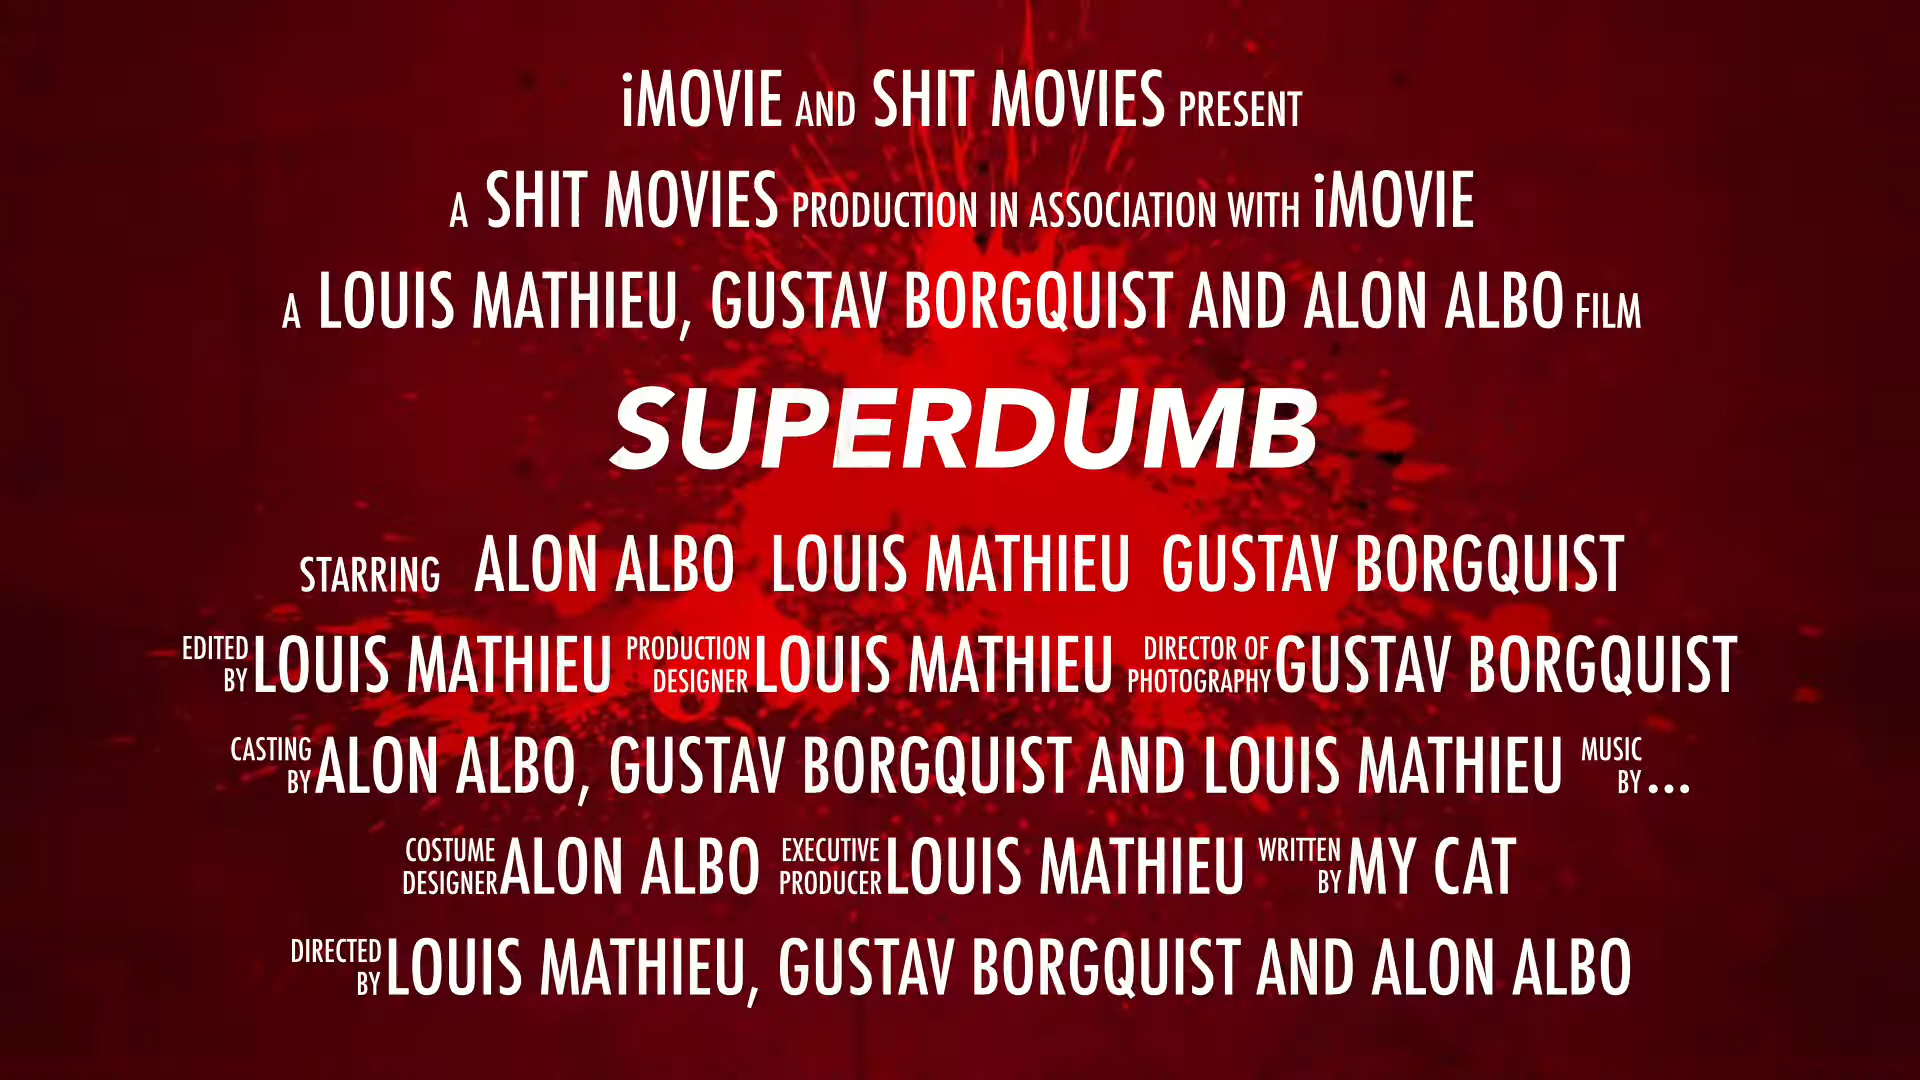 iMOVIE AND SHIT MOVIES PRESENT
A SHIT MOVIES PRODUCTION IN ASSOCIATION WITH iMOVIE
A LOUIS MATHIEU, GUSTAV BORGQUIST AND ALON ALBO FILM
SUPERDUMB
STARRING ALON ALBO LOUIS MATHIEU GUSTAV BORGQUIST
EDITED BY LOUIS MATHIEU PRODUCTION DESIGNER LOUIS MATHIEU DIRECTOR OF PHOTOGRAPHY GUSTAV BORGQUIST
CASTING BY ALON ALBO, GUSTAV BORGQUIST AND LOUIS MATHIEU MUSIC BY ...
COSTUME DESIGNER ALON ALBO EXECUTIVE PRODUCER LOUIS MATHIEU WRITTEN BY MY CAT
DIRECTED BY LOUIS MATHIEU, GUSTAV BORGQUIST AND ALON ALBO